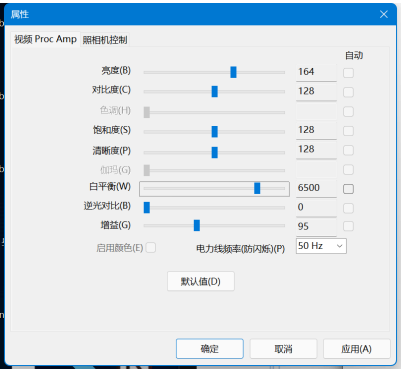 属性
视频 Proc Amp 照相机控制
自动
亮度(B) 164
对比度(C) 128
色调(H)
饱和度(S) 128
清晰度(P) 128
伽玛(G)
白平衡(W) 6500
逆光对比(B) 0
增益(G) 95
启用颜色(E) 电力线频率(防闪烁)(P) 50 Hz
默认值(D)
确定 取消 应用(A)